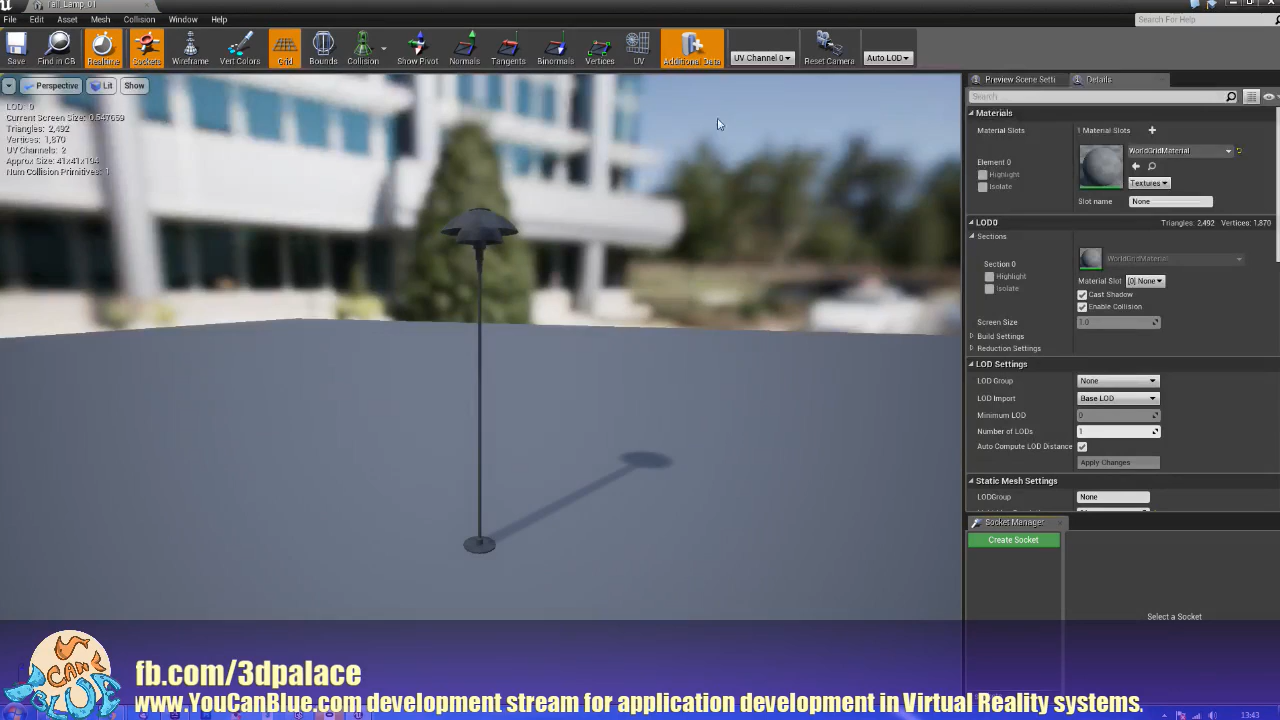 Tall_Lamp_01
File Edit Asset Mesh Collision Window Help
Search For Help
Save Find in CB Realtime Sockets Wireframe Vert Colors Grid Bounds Collision Show Pivot Normals Tangents Binormals Vertices UV Additional Data UV Channel 0 Reset Camera Auto LOD
Perspective Lit Show
LOD: 0
Current Screen Size: 0.547659
Triangles: 2,492
Vertices: 1,870
UV Channels: 2
Approx Size: 41x41x104
Num Collision Primitives: 1
Preview Scene Setti Details
Search
Materials
Material Slots 1 Material Slots
Element 0
Highlight
Isolate
WorldGridMaterial
Textures
Slot name None
LOD0 Triangles: 2,492 Vertices: 1,870
Sections
Section 0
Highlight
Isolate
WorldGridMaterial
Material Slot [0] None
Cast Shadow
Enable Collision
Screen Size 1.0
Build Settings
Reduction Settings
LOD Settings
LOD Group None
LOD Import Base LOD
Minimum LOD 0
Number of LODs 1
Auto Compute LOD Distance
Apply Changes
Static Mesh Settings
LODGroup None
Socket Manager
Create Socket
Select a Socket
CAN
fb.com/3dpalace
www.YouCanBlue.com development stream for application development in Virtual Reality systems.
13:43